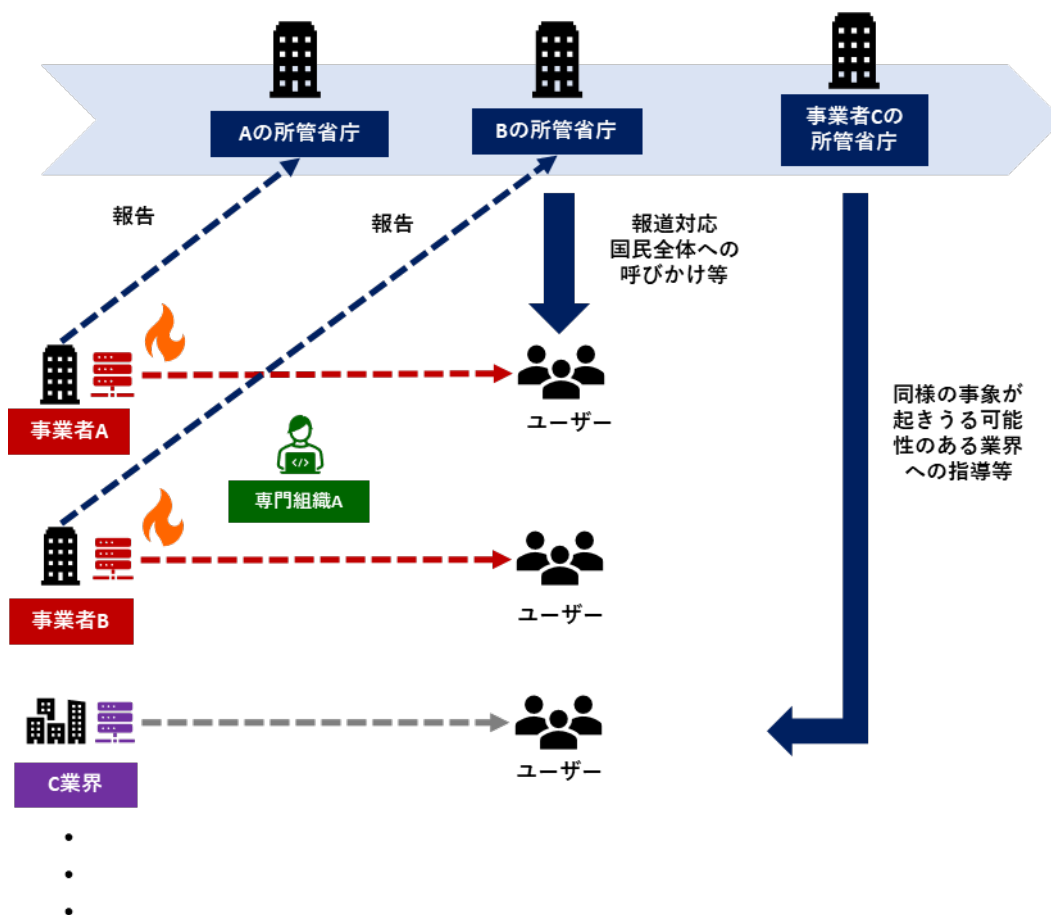 Aの所管省庁
Bの所管省庁
事業者Cの
所管省庁
報告
報告
報道対応
国民全体への
呼びかけ等
事業者A
ユーザー
専門組織A
同様の事象が
起きうる可能
性のある業界
への指導等
事業者B
ユーザー
C業界
ユーザー